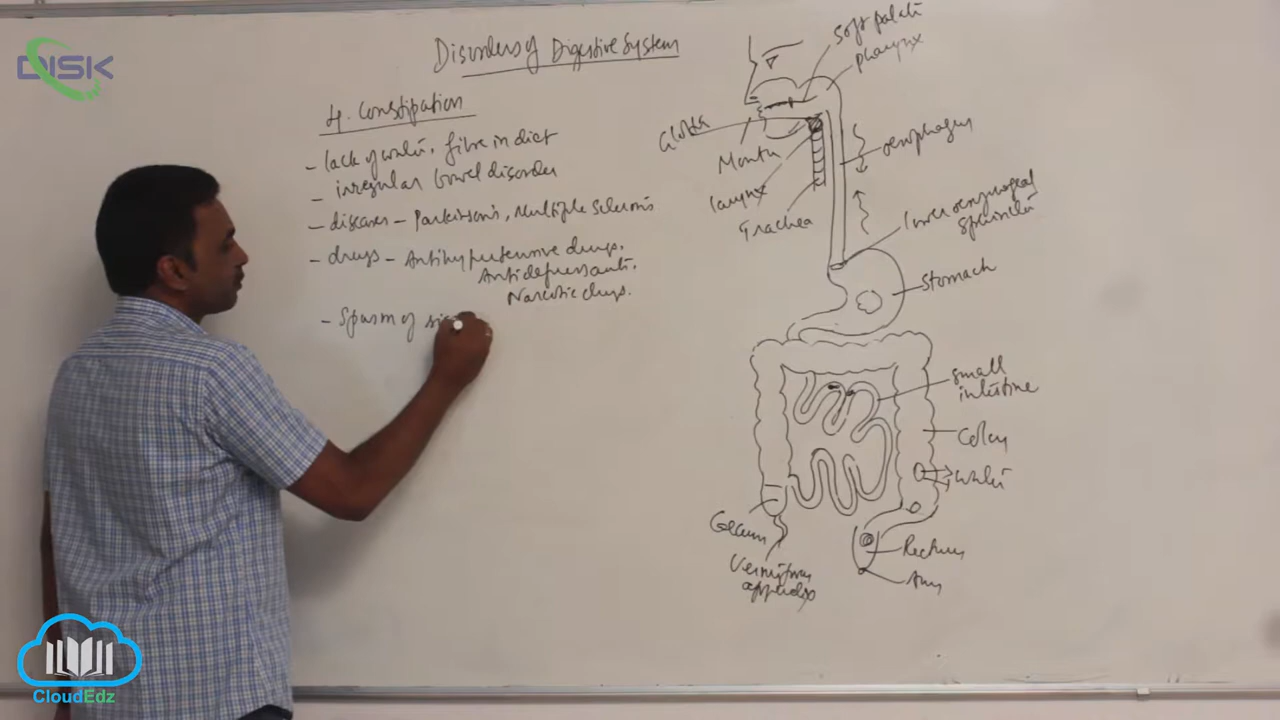 DISK
Disorders of Digestive System
4. Constipation
- lack of water, fibre in diet
- irregular bowel disorder
- diseases - Parkinson's, Multiple Sclerosis
- drugs - Antihypertensive drugs.
Antidepressants.
Narcotic drugs.
- Spasm of
Soft palate
pharynx
Glottis
Mouth
larynx
Trachea
oesophagus
lower oesophageal
sphincter
Stomach
small
intestine
Colon
water
Cecum
Vermiform
appendix
Rectum
Anus
CloudEdz